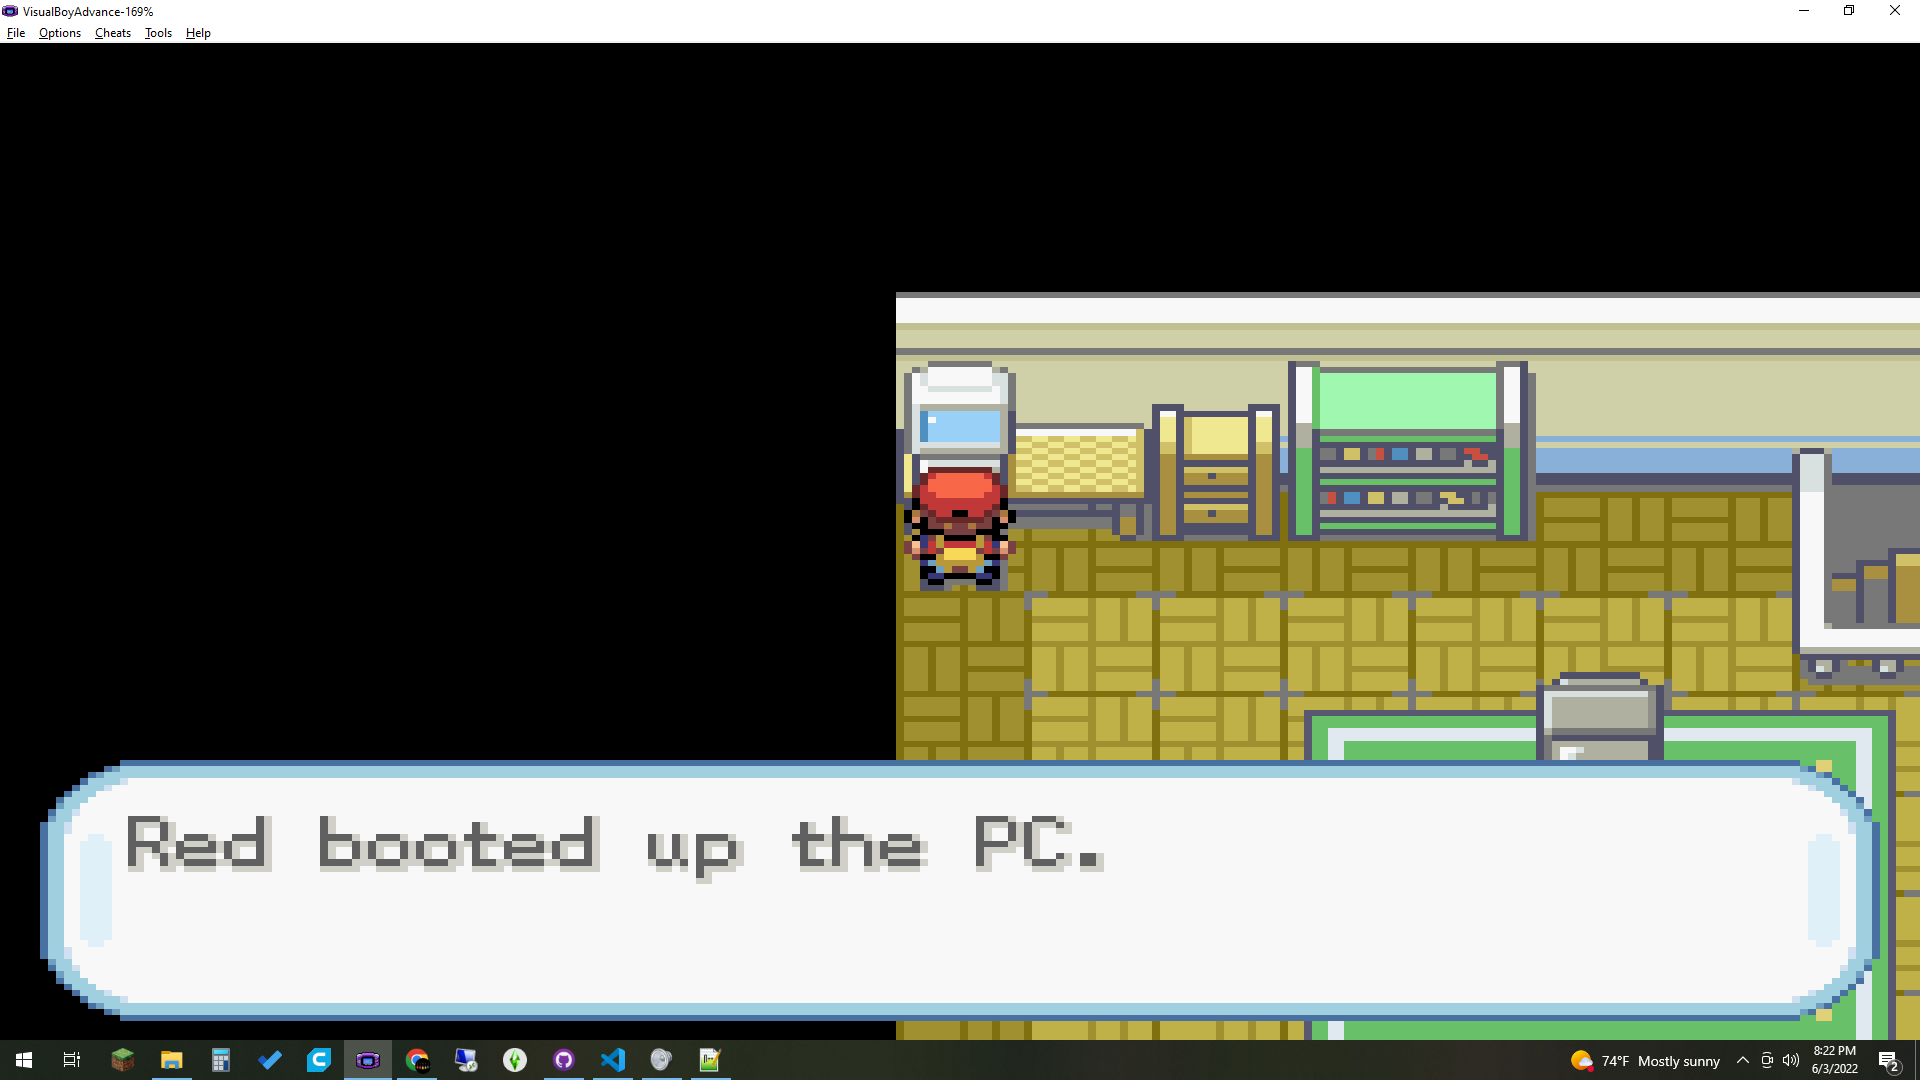 VisualBoyAdvance-169%
File Options Cheats Tools Help
Red booted up the PC.
74°F Mostly sunny
8:22 PM
6/3/2022
2